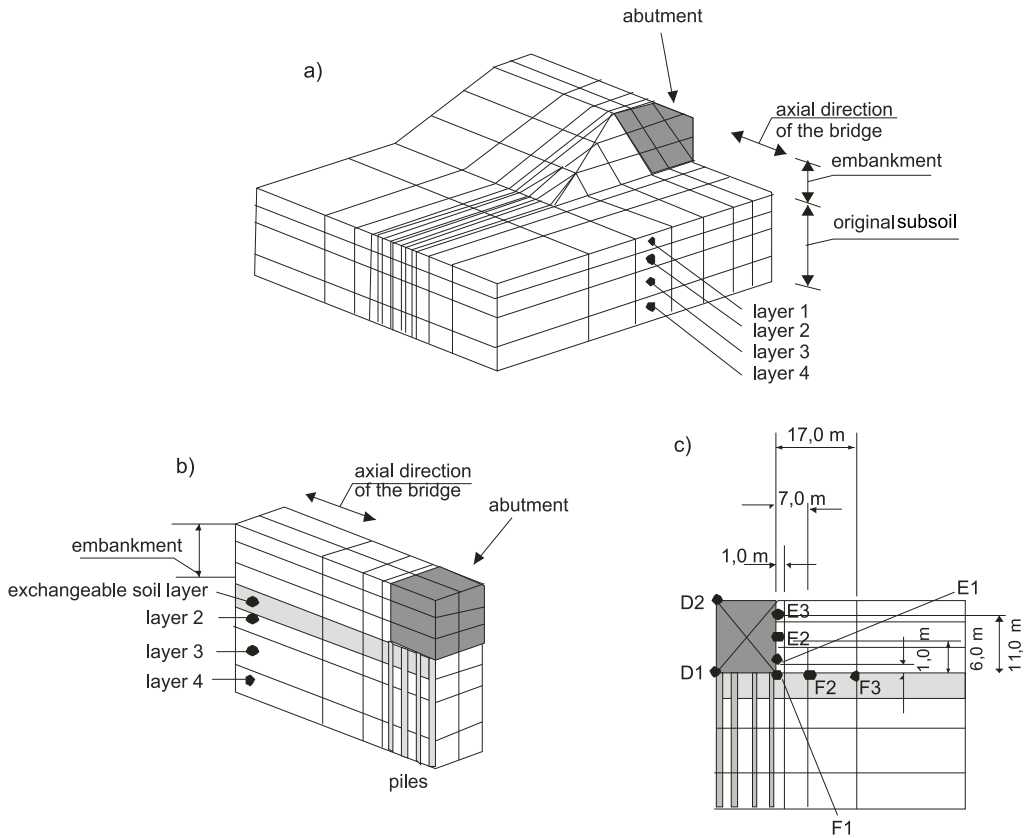 abutment
a)
axial direction
of the bridge
embankment
original subsoil
layer 1
layer 2
layer 3
layer 4
b)
axial direction
of the bridge
abutment
embankment
exchangeable soil layer
layer 2
layer 3
layer 4
piles
c)
17,0 m
7,0 m
1,0 m
E1
D2
E3
E2
1,0 m
6,0 m
11,0 m
D1
F2
F3
F1